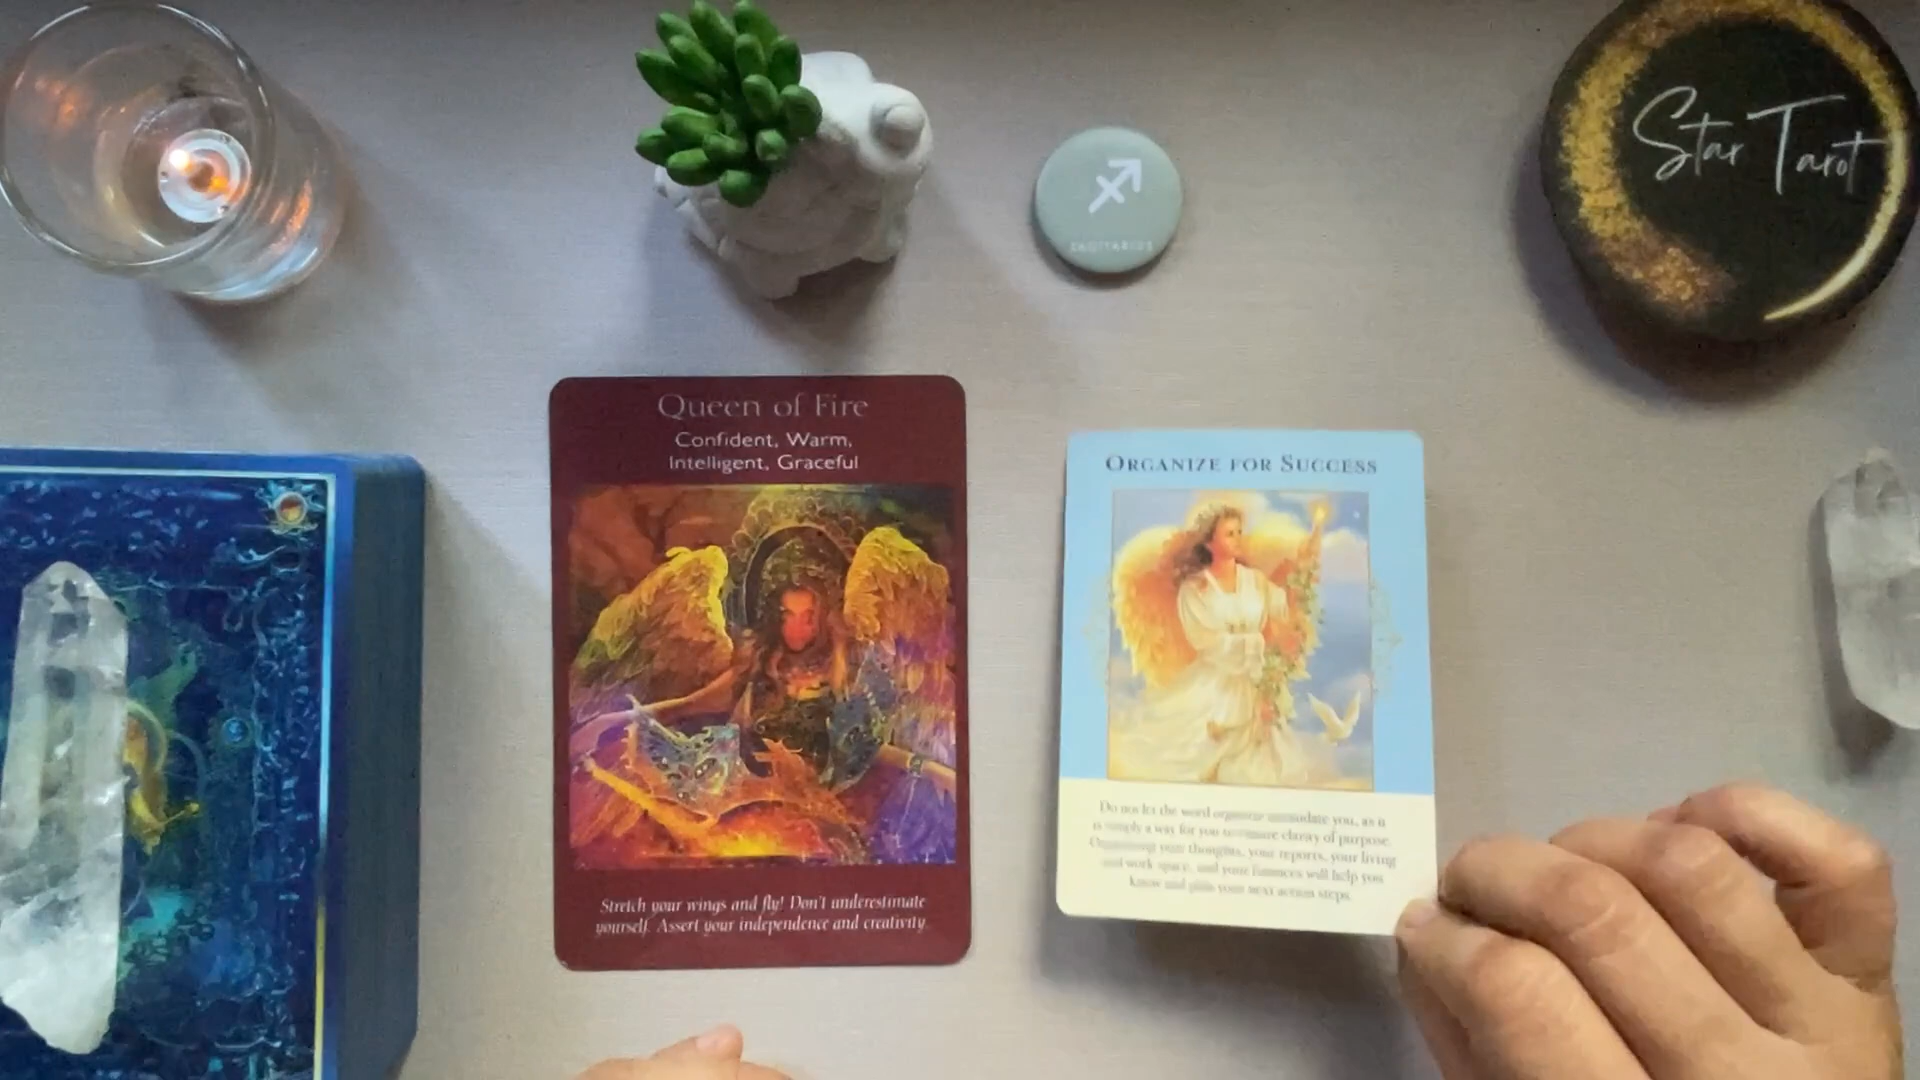 Star Tarot
SAGITTARIUS
Queen of Fire
Confident, Warm,
Intelligent, Graceful
Stretch your wings and fly! Don't underestimate
yourself. Assert your independence and creativity.
Organize for Success
Do not let the word organize you, as it
is simply a way for you to clarity of purpose.
Organizing your thoughts, your reports, your living
and work space, and your finances will help you
know and plan your next action steps.